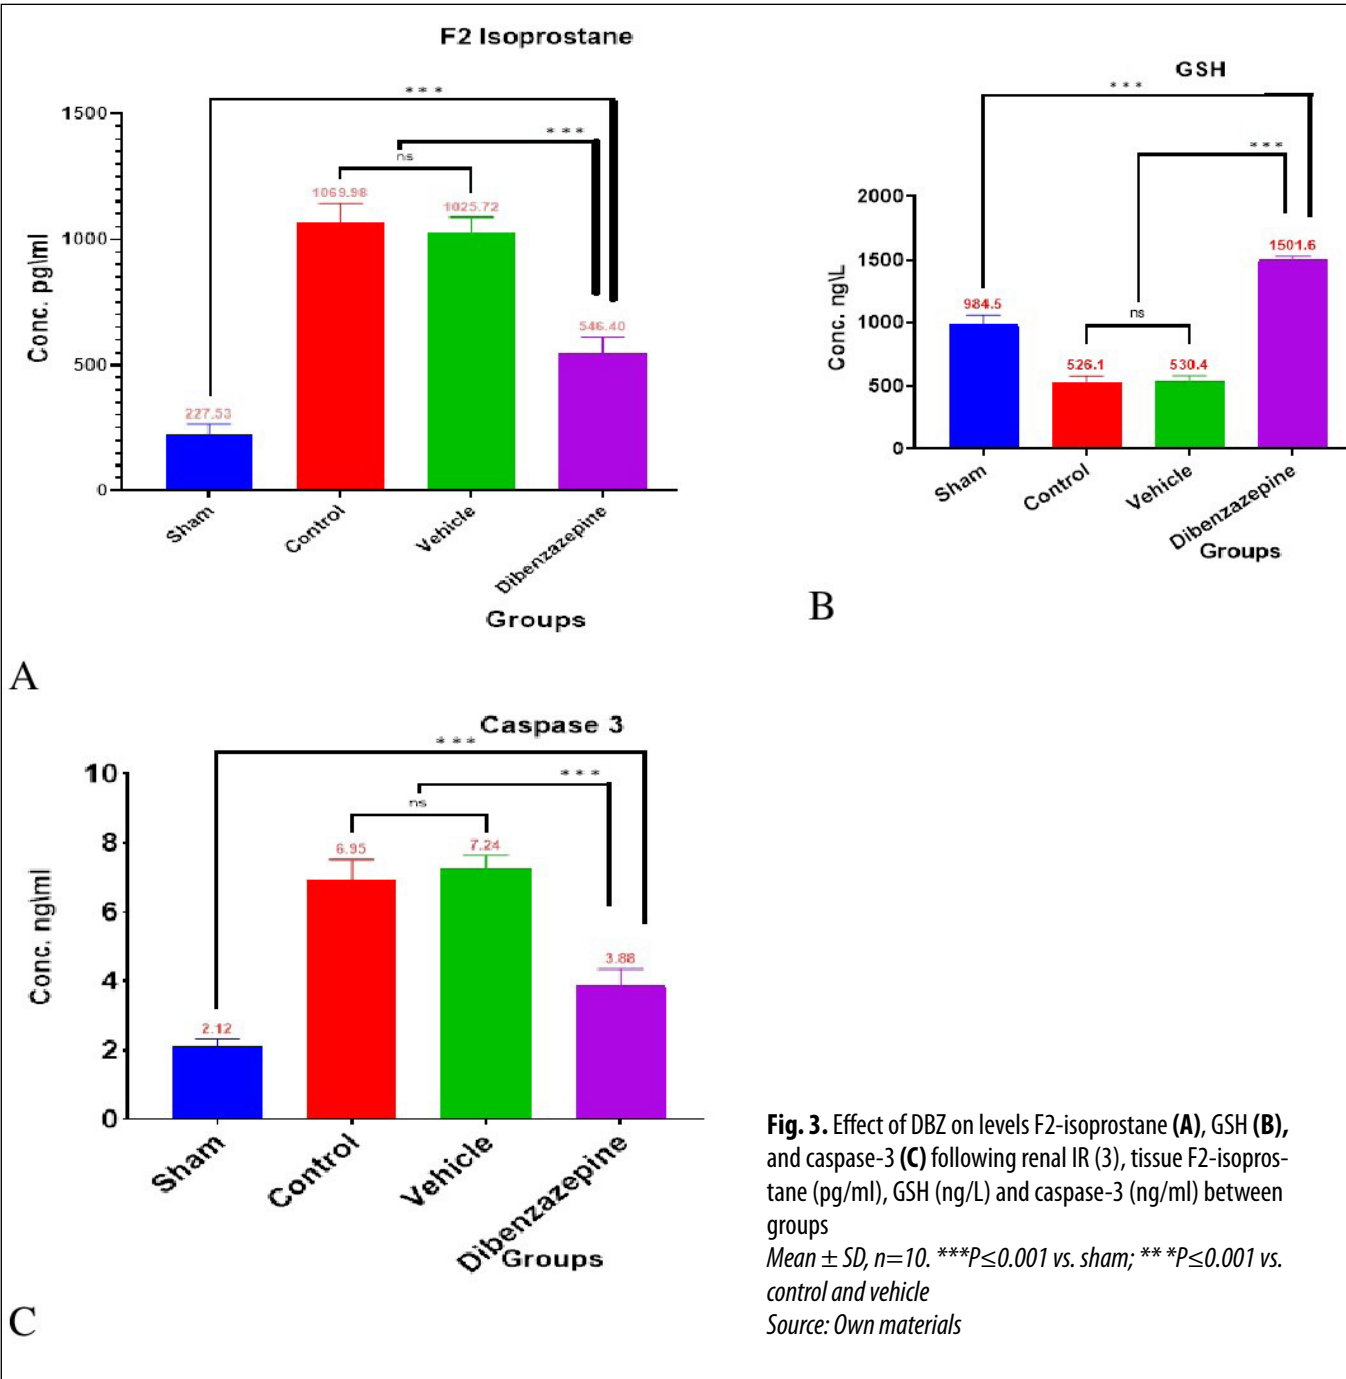 F2 Isoprostane
***
1500
***
ns
1069.98
1025.72
1000
Conc. pg\ml
546.40
500
227.53
0
Sham
Control
Vehicle
Dibenzazepine
Groups
A
GSH
***
***
2000
1501.6
1500
Conc. ng\L
984.5
ns
1000
526.1
530.4
500
0
Sham
Control
Vehicle
Dibenzazepine
Groups
B
Caspase 3
***
10
***
ns
8
6.95
7.24
Conc. ng\ml
6
3.88
4
2.12
2
0
Sham
Control
Vehicle
Dibenzazepine
Groups
C
Fig. 3. Effect of DBZ on levels F2-isoprostane (A), GSH (B),
and caspase-3 (C) following renal IR (3), tissue F2-isopros-
tane (pg/ml), GSH (ng/L) and caspase-3 (ng/ml) between
groups
Mean ± SD, n=10. ***P≤0.001 vs. sham; ** *P≤0.001 vs.
control and vehicle
Source: Own materials